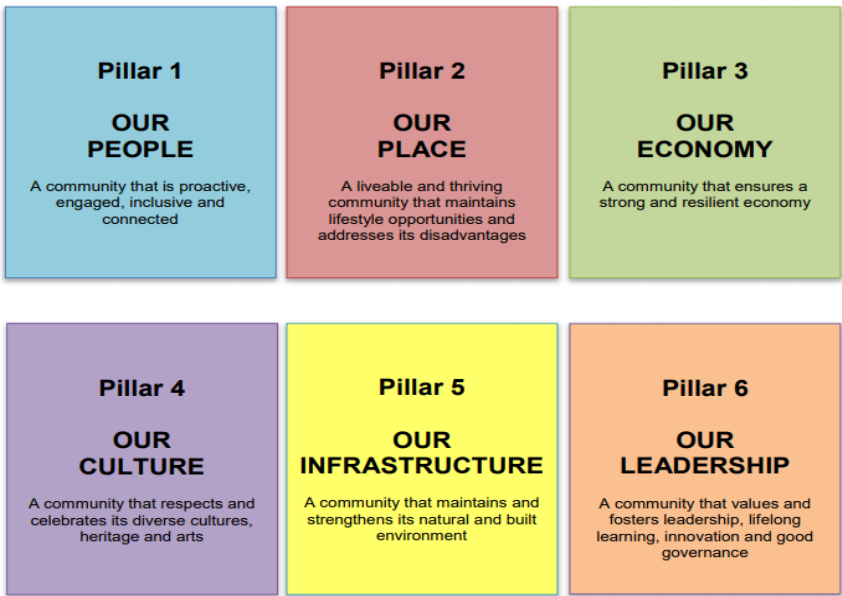 Pillar 1
OUR
PEOPLE
A community that is proactive,
engaged, inclusive and
connected
Pillar 2
OUR
PLACE
A liveable and thriving
community that maintains
lifestyle opportunities and
addresses its disadvantages
Pillar 3
OUR
ECONOMY
A community that ensures a
strong and resilient economy
Pillar 4
OUR
CULTURE
A community that respects and
celebrates its diverse cultures,
heritage and arts
Pillar 5
OUR
INFRASTRUCTURE
A community that maintains and
strengthens its natural and built
environment
Pillar 6
OUR
LEADERSHIP
A community that values and
fosters leadership, lifelong
learning, innovation and good
governance